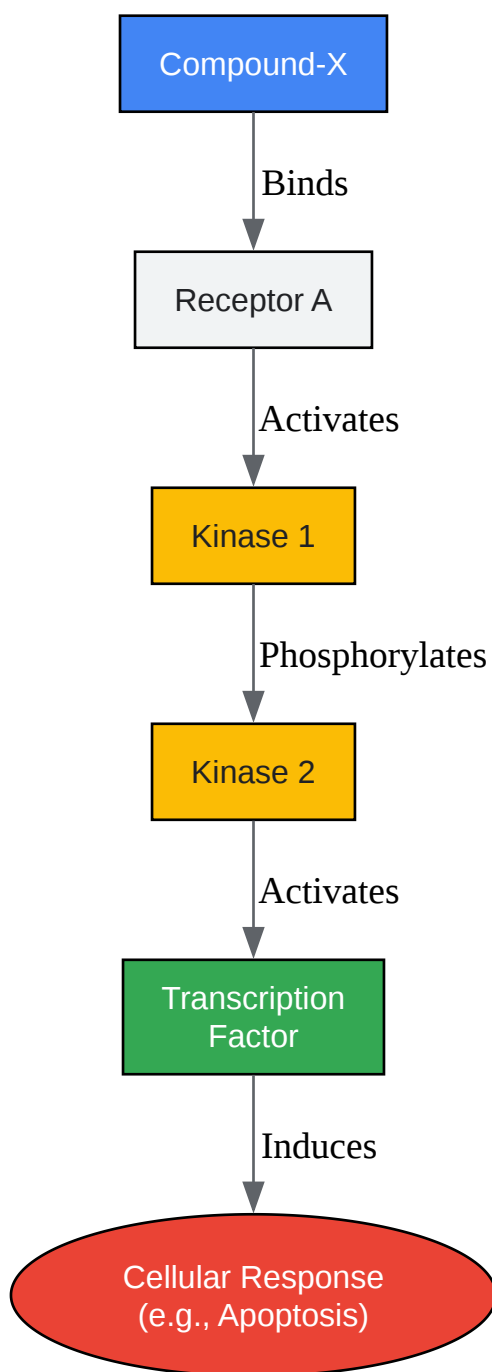 Compound-X
Binds
Receptor A
Activates
Kinase 1
Phosphorylates
Kinase 2
Activates
Transcription
Factor
Induces
Cellular Response
(e.g., Apoptosis)